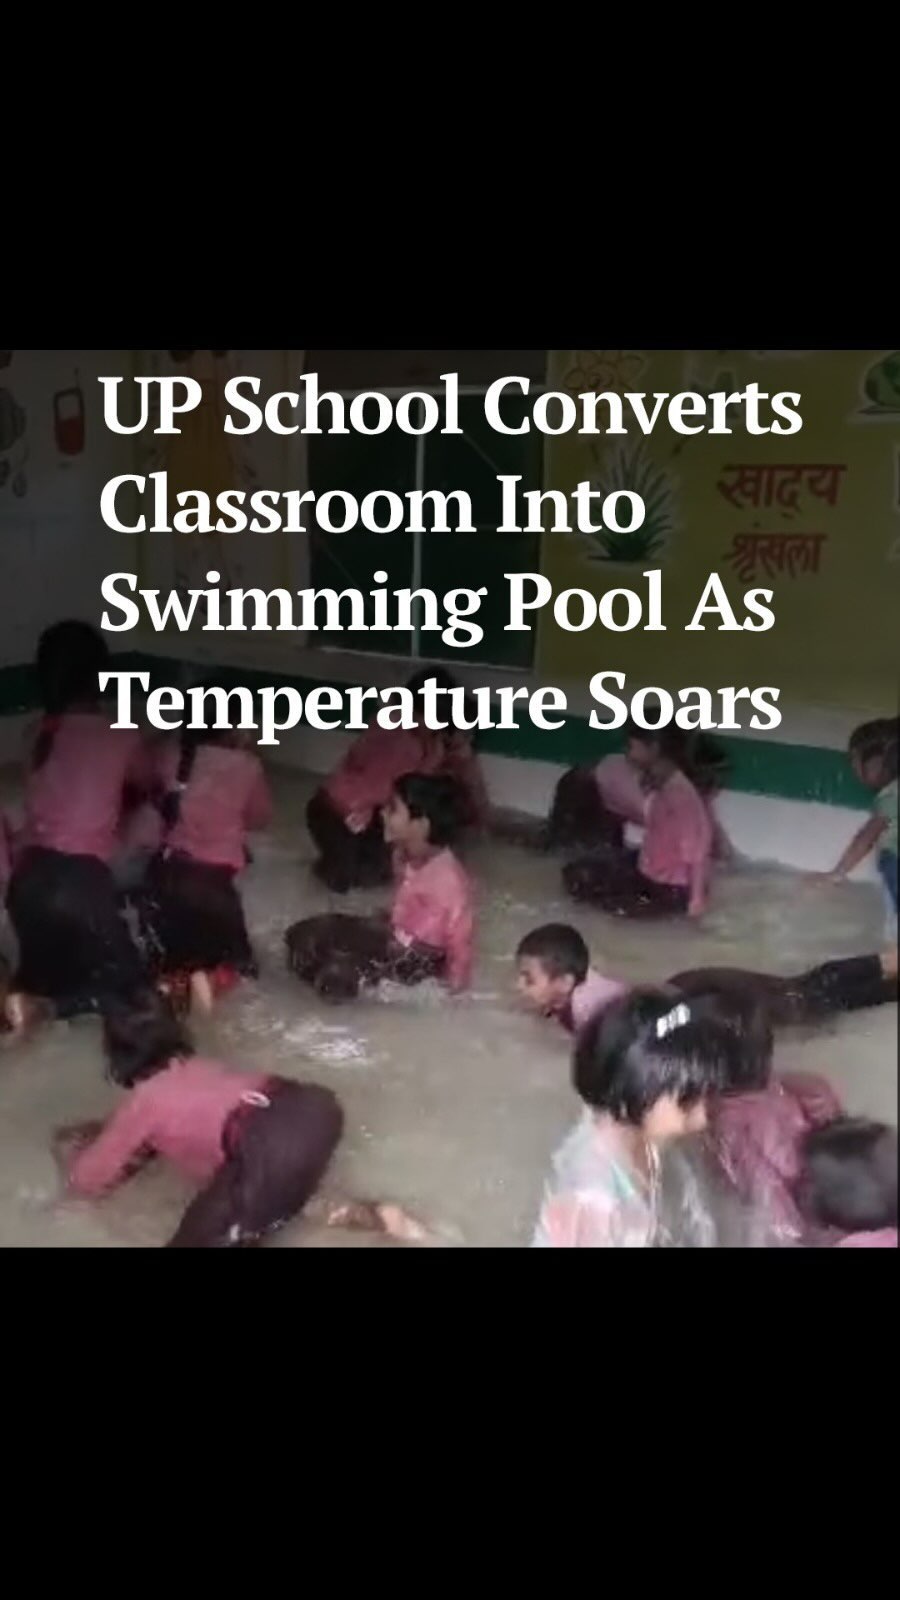 UP School Converts
Classroom Into
Swimming Pool As
Temperature Soars
खाद्य
श्रृंखला